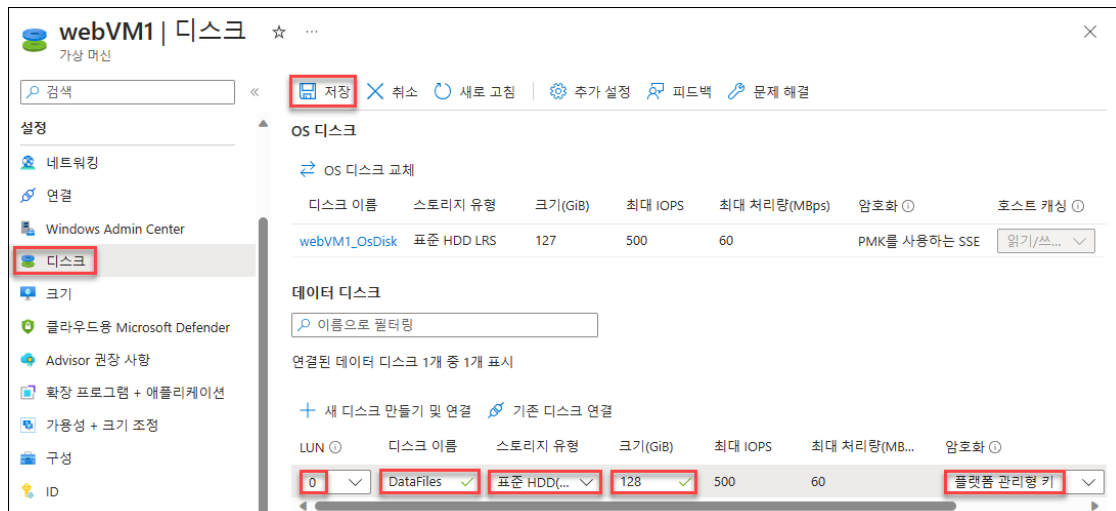 webVM1 | 디스크 ☆ ...
가상 머신
검색
저장 취소 새로 고침 추가 설정 피드백 문제 해결
설정
네트워킹
연결
Windows Admin Center
디스크
크기
클라우드용 Microsoft Defender
Advisor 권장 사항
확장 프로그램 + 애플리케이션
가용성 + 크기 조정
구성
ID
OS 디스크
OS 디스크 교체
디스크 이름 스토리지 유형 크기(GiB) 최대 IOPS 최대 처리량(MBps) 암호화 호스트 캐싱
webVM1_OsDisk 표준 HDD LRS 127 500 60 PMK를 사용하는 SSE 읽기/쓰...
데이터 디스크
이름으로 필터링
연결된 데이터 디스크 1개 중 1개 표시
새 디스크 만들기 및 연결 기존 디스크 연결
LUN 디스크 이름 스토리지 유형 크기(GiB) 최대 IOPS 최대 처리량(MB... 암호화
0 DataFiles 표준 HDD(... 128 500 60 플랫폼 관리형 키